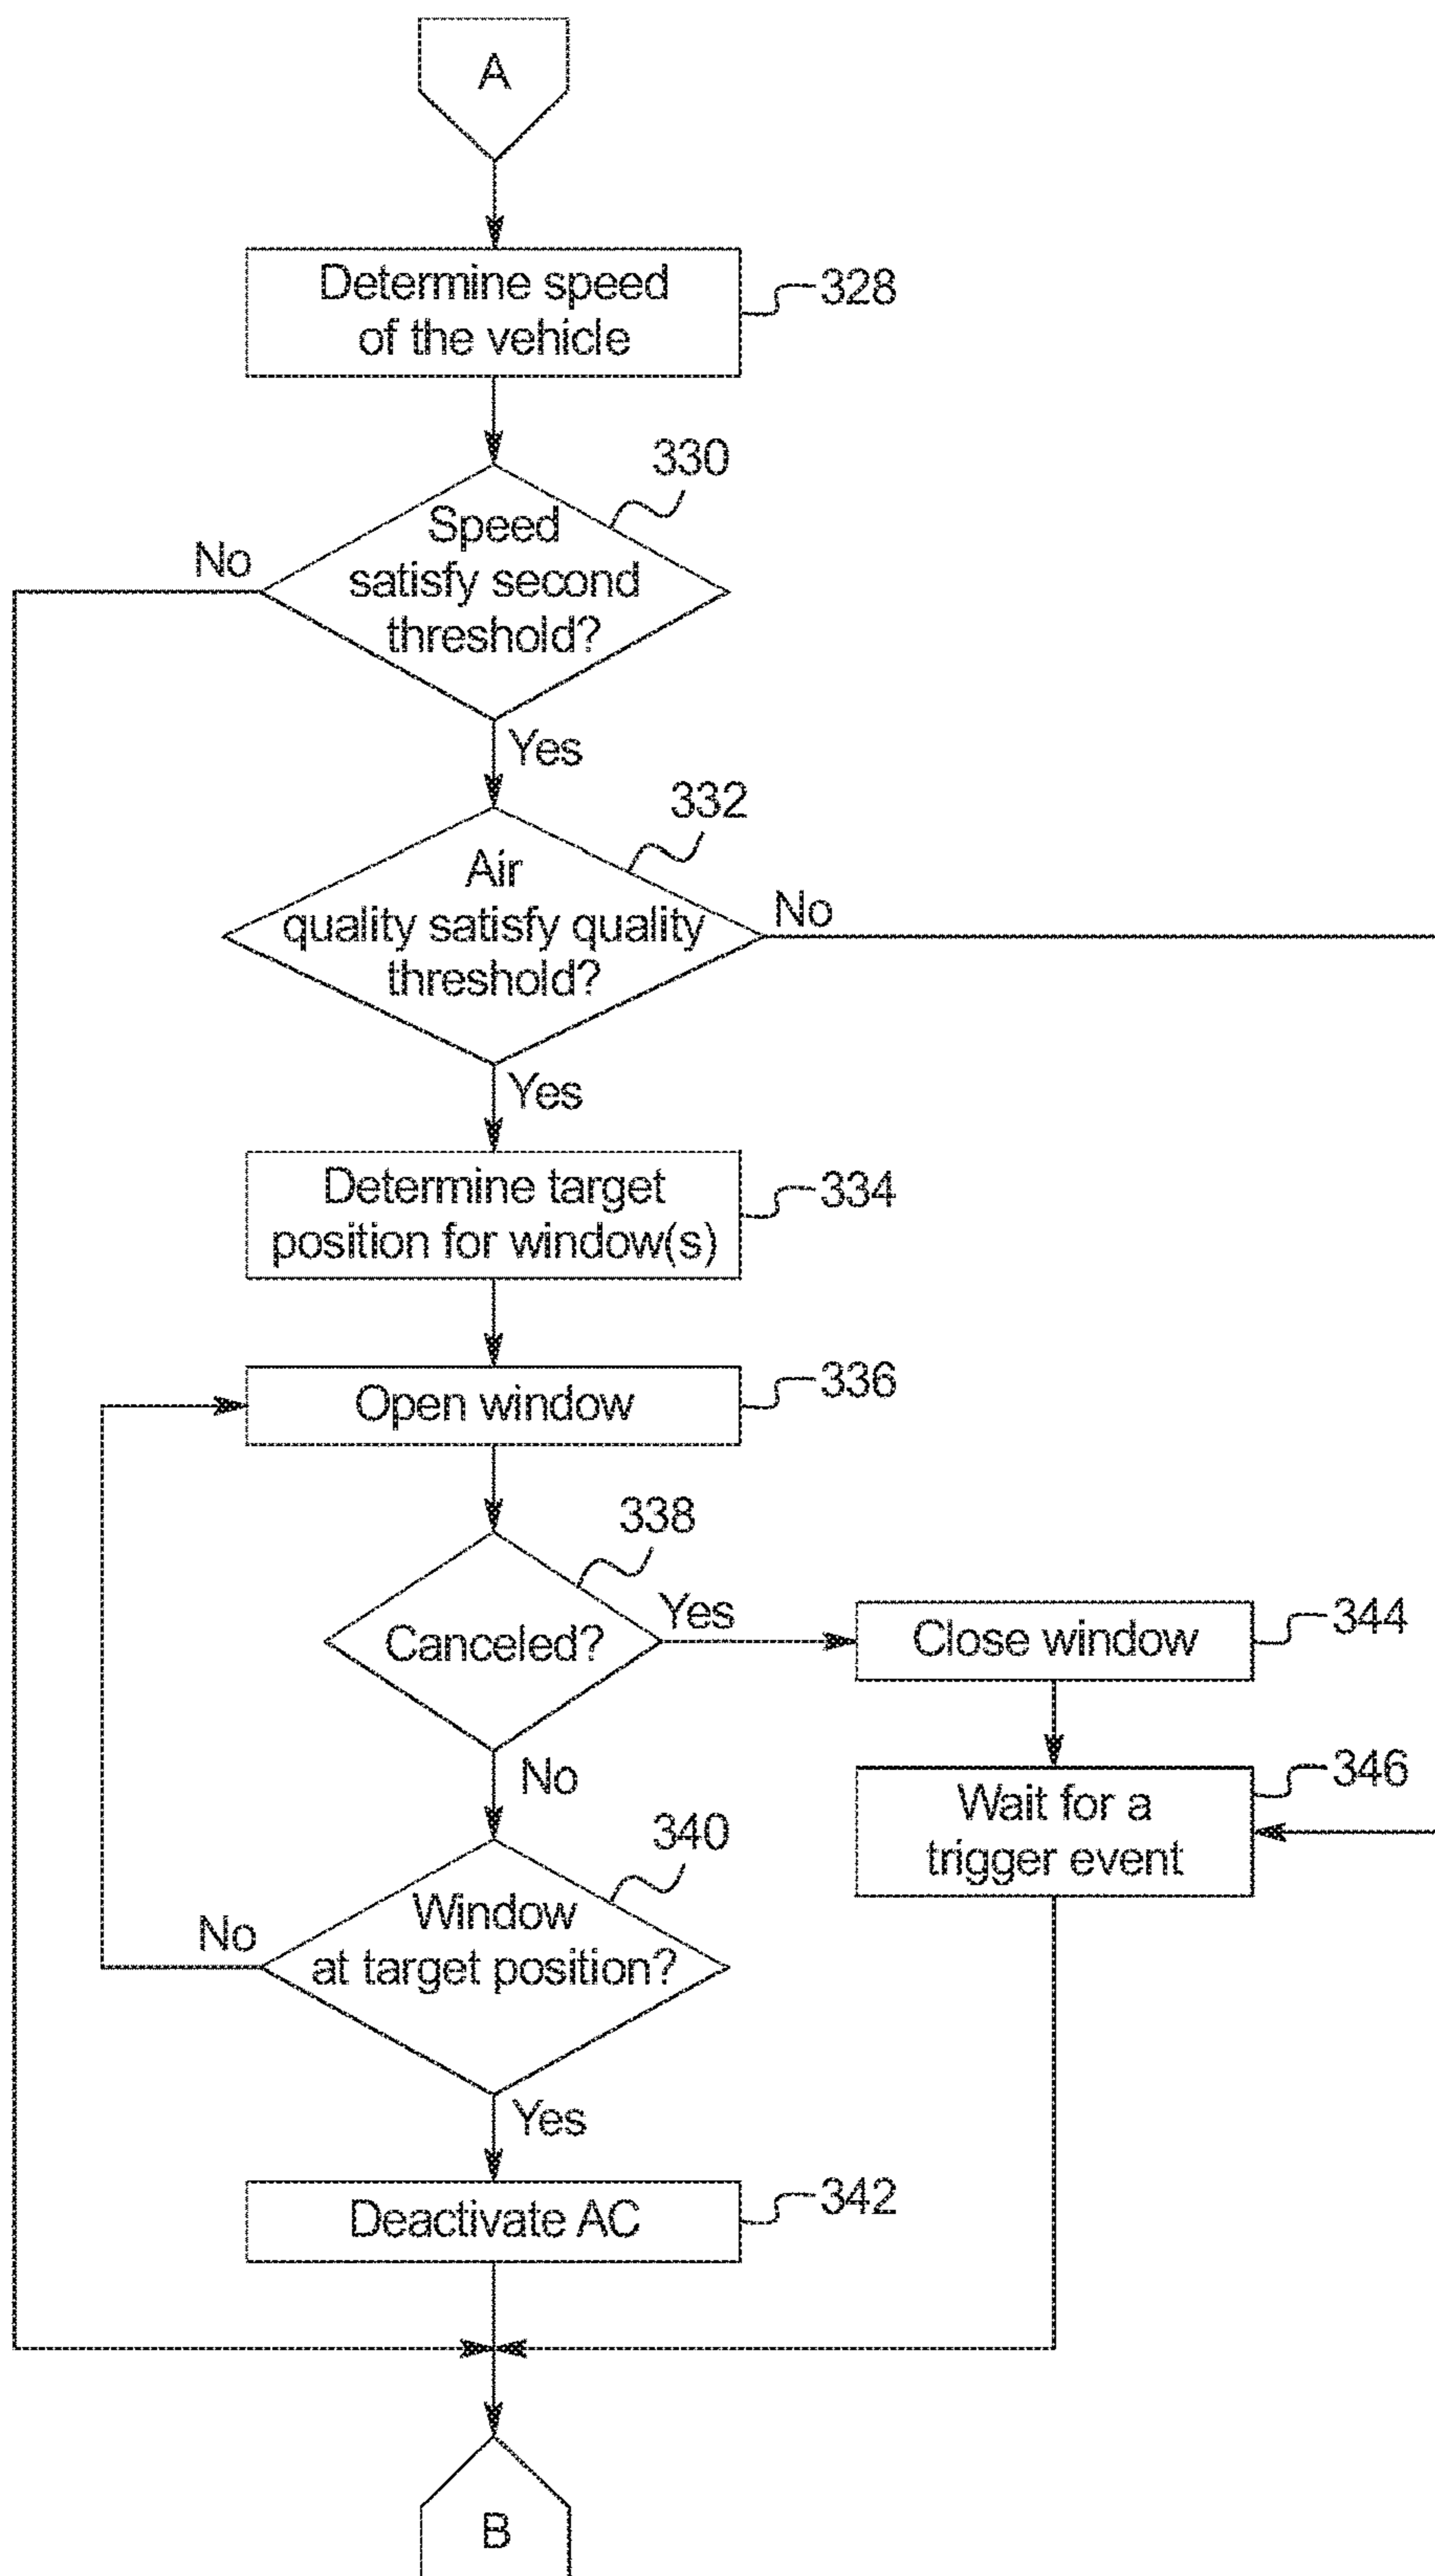 A
Determine speed
of the vehicle
328
330
Speed
satisfy second
threshold?
No
Yes
332
Air
quality satisfy quality
threshold?
No
Yes
Determine target
position for window(s)
334
Open window
336
338
Canceled?
Yes
Close window
344
No
Wait for a
trigger event
346
340
Window
at target position?
No
Yes
Deactivate AC
342
B